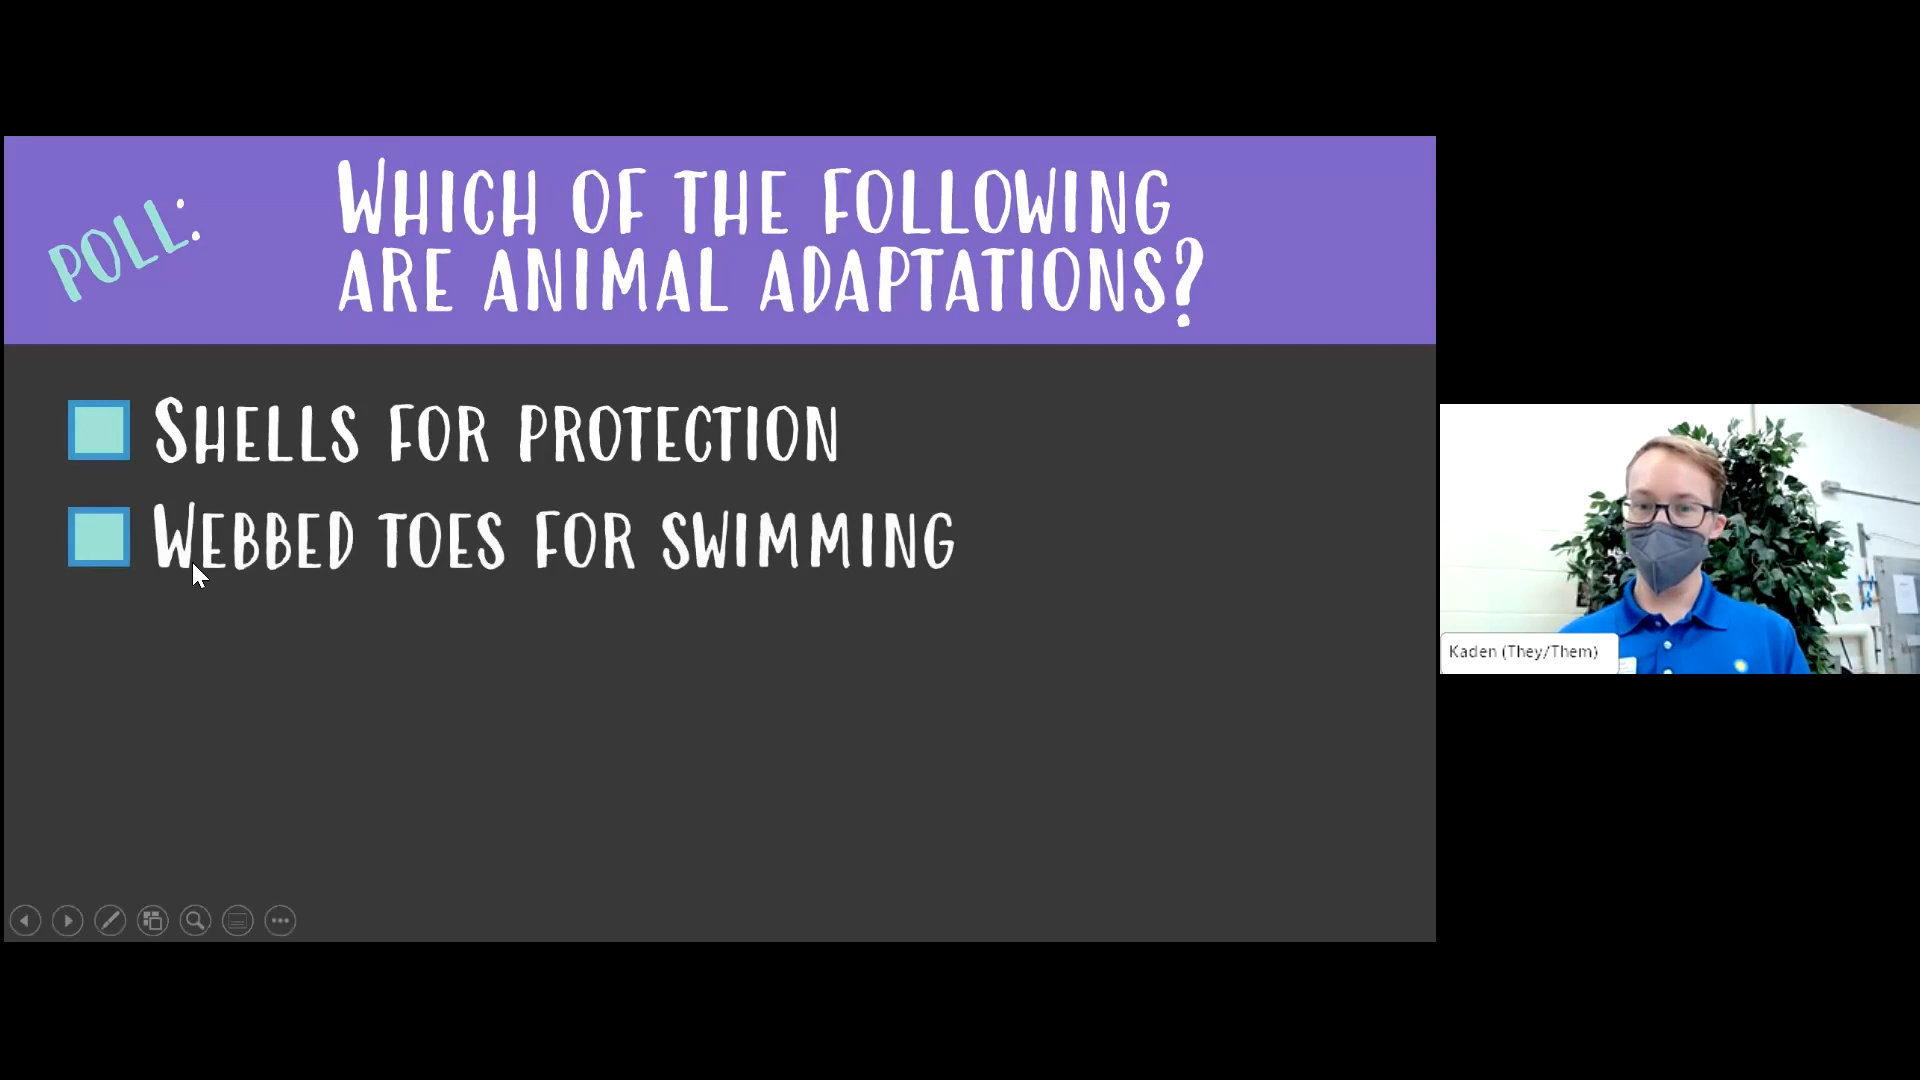 POLL:
WHICH OF THE FOLLOWING
ARE ANIMAL ADAPTATIONS?
SHELLS FOR PROTECTION
WEBBED TOES FOR SWIMMING
Kaden (They/Them)